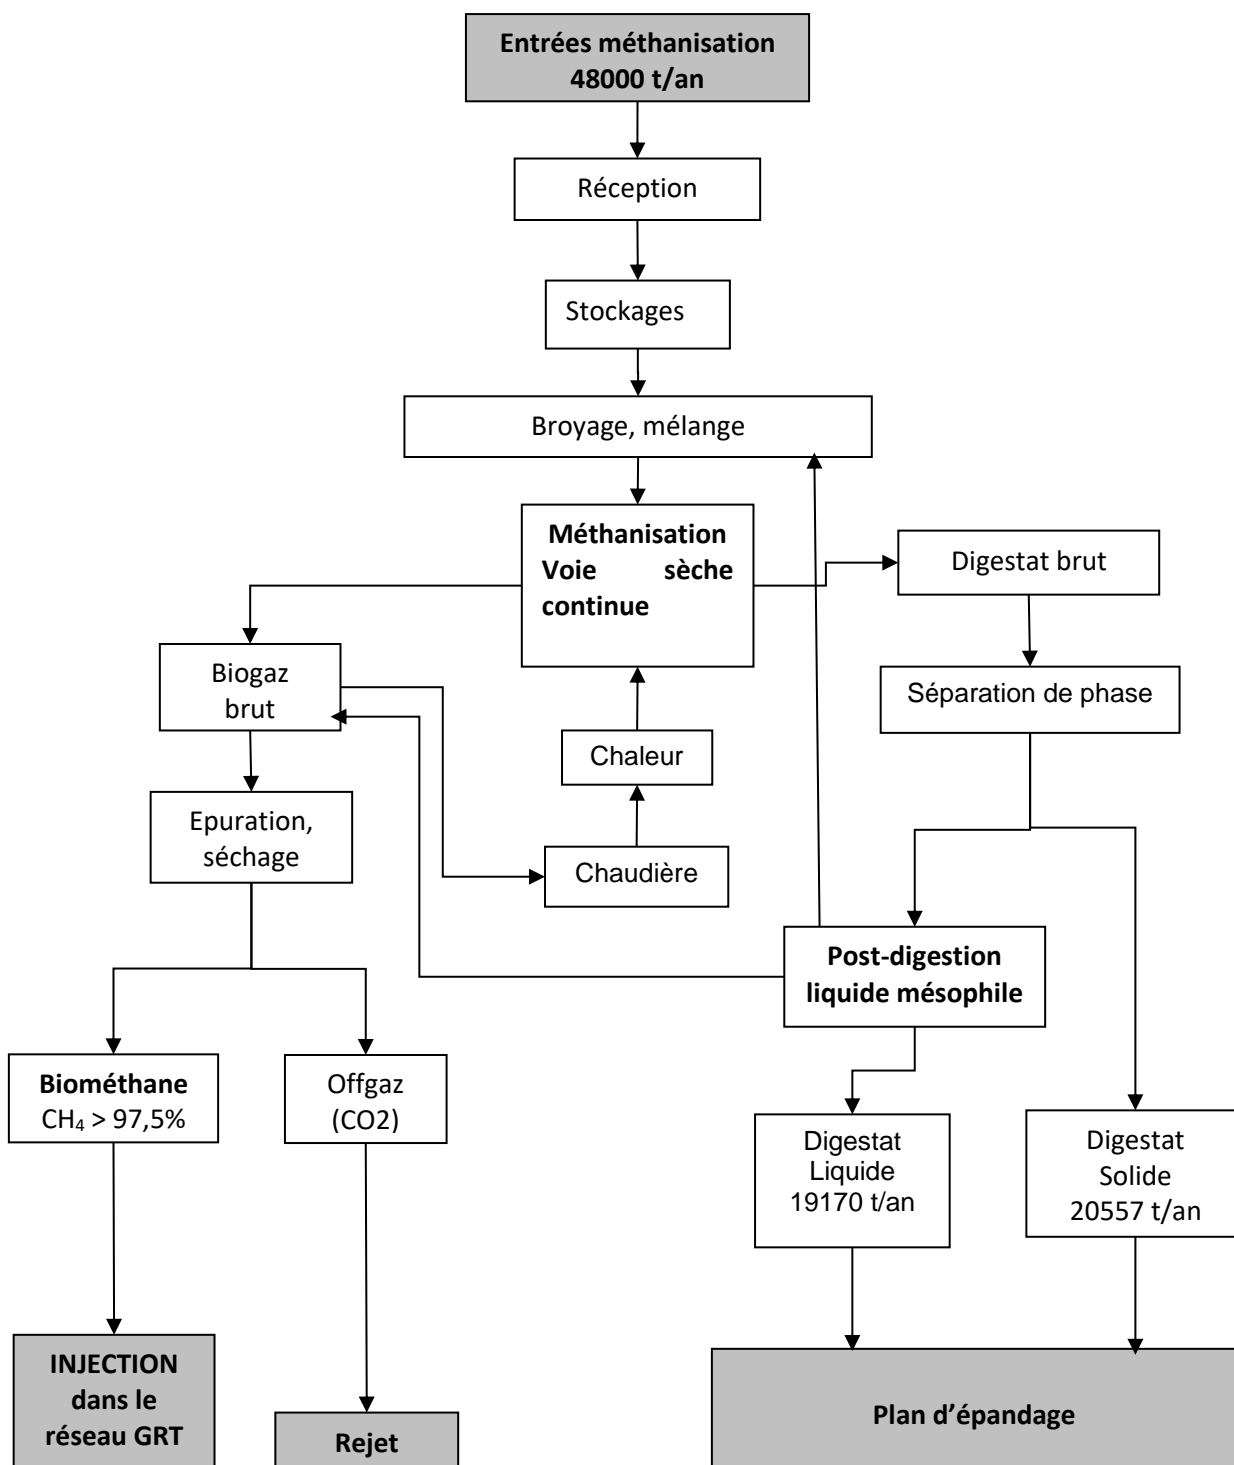 Entrées méthanisation
48000 t/an
Réception
Stockages
Broyage, mélange
Méthanisation
Voie sèche
continue
Digestat brut
Biogaz
brut
Séparation de phase
Chaleur
Epuration,
séchage
Chaudière
Post-digestion
liquide mésophile
Biométhane
CH₄ > 97,5%
Offgaz
(CO2)
Digestat
Liquide
19170 t/an
Digestat
Solide
20557 t/an
INJECTION
dans le
réseau GRT
Rejet
Plan d’épandage